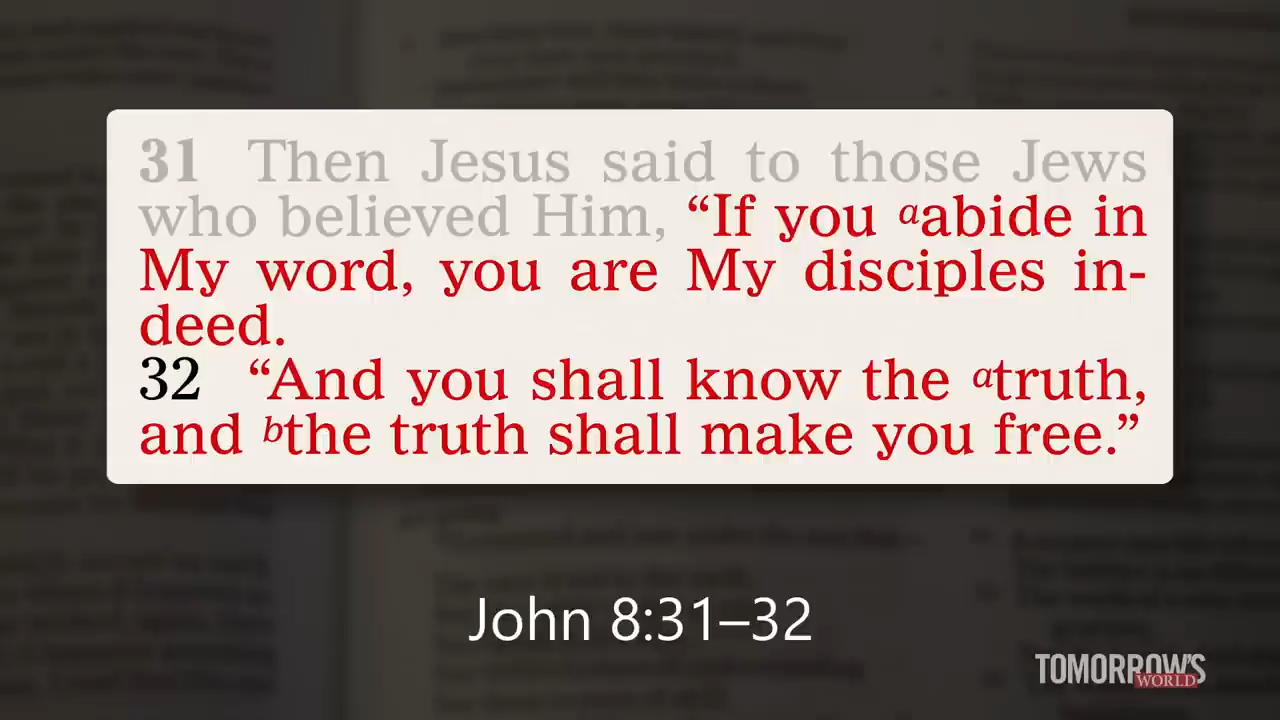 31 Then Jesus said to those Jews
who believed Him, “If you aabide in
My word, you are My disciples in-
deed.
32 “And you shall know the atruth,
and bthe truth shall make you free.”
John 8:31–32
TOMORROW'S
WORLD